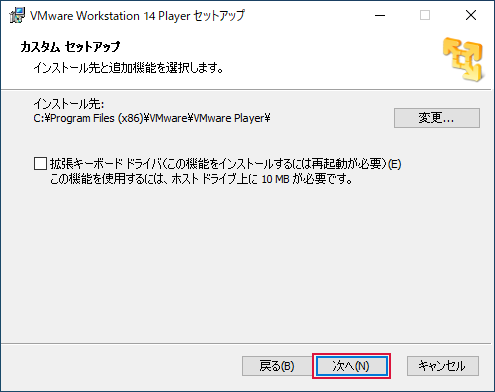 VMware Workstation 14 Player セットアップ
カスタム セットアップ
インストール先と追加機能を選択します。
インストール先:
C:¥Program Files (x86)¥VMware¥VMware Player¥
変更...
拡張キーボード ドライバ(この機能をインストールするには再起動が必要)(E)
この機能を使用するには、ホスト ドライブ上に 10 MB が必要です。
戻る(B)
次へ(N)
キャンセル